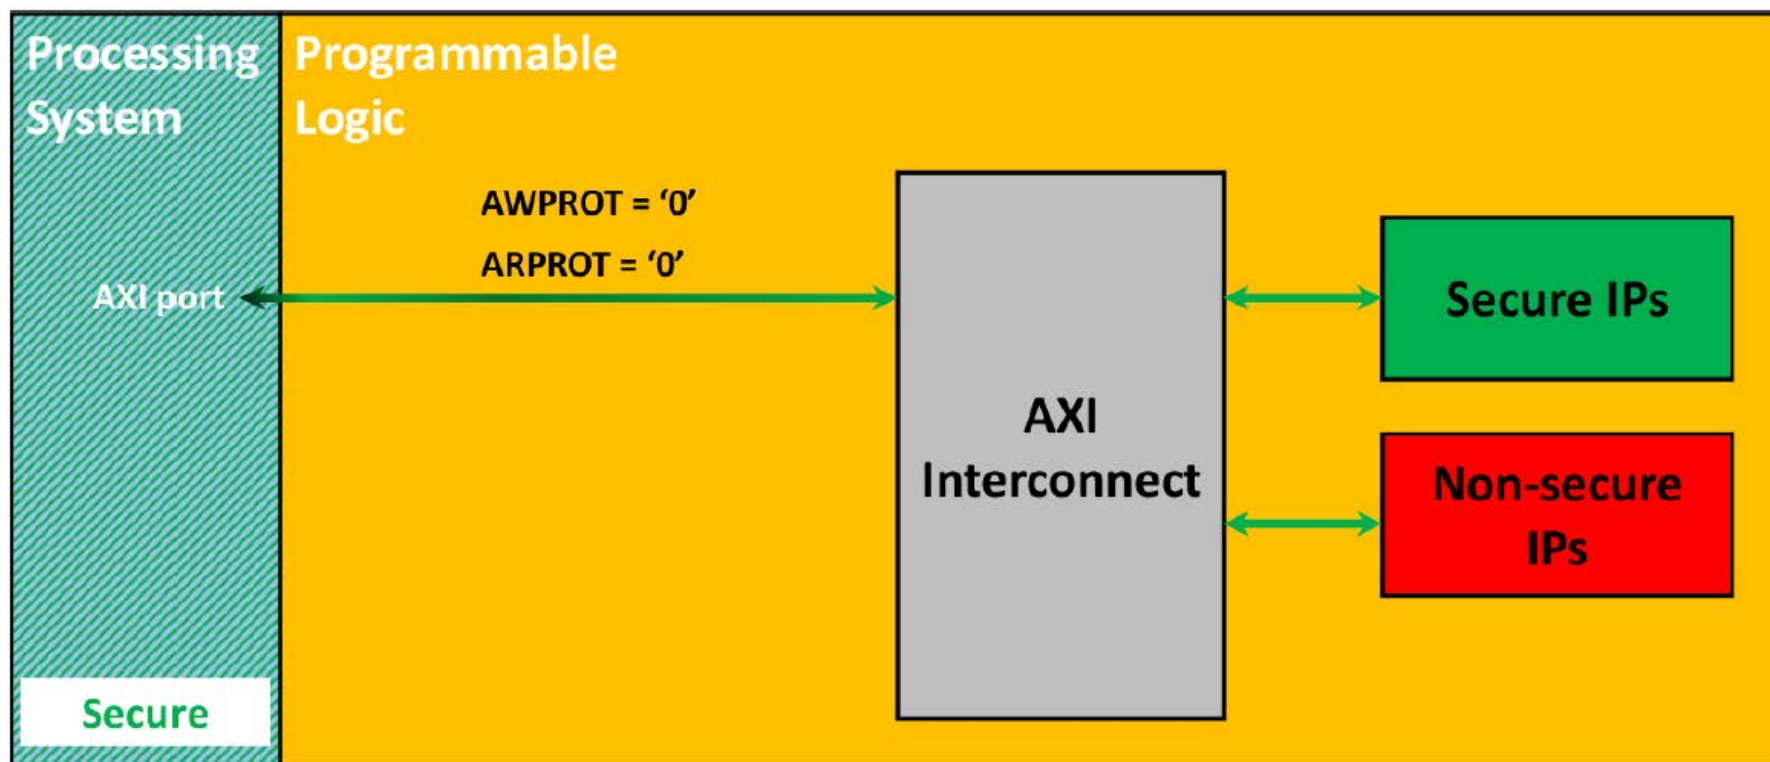 Processing
System
Programmable
Logic
AWPROT = ‘0’
ARPROT = ‘0’
AXI port
AXI
Interconnect
Secure IPs
Non-secure
IPs
Secure